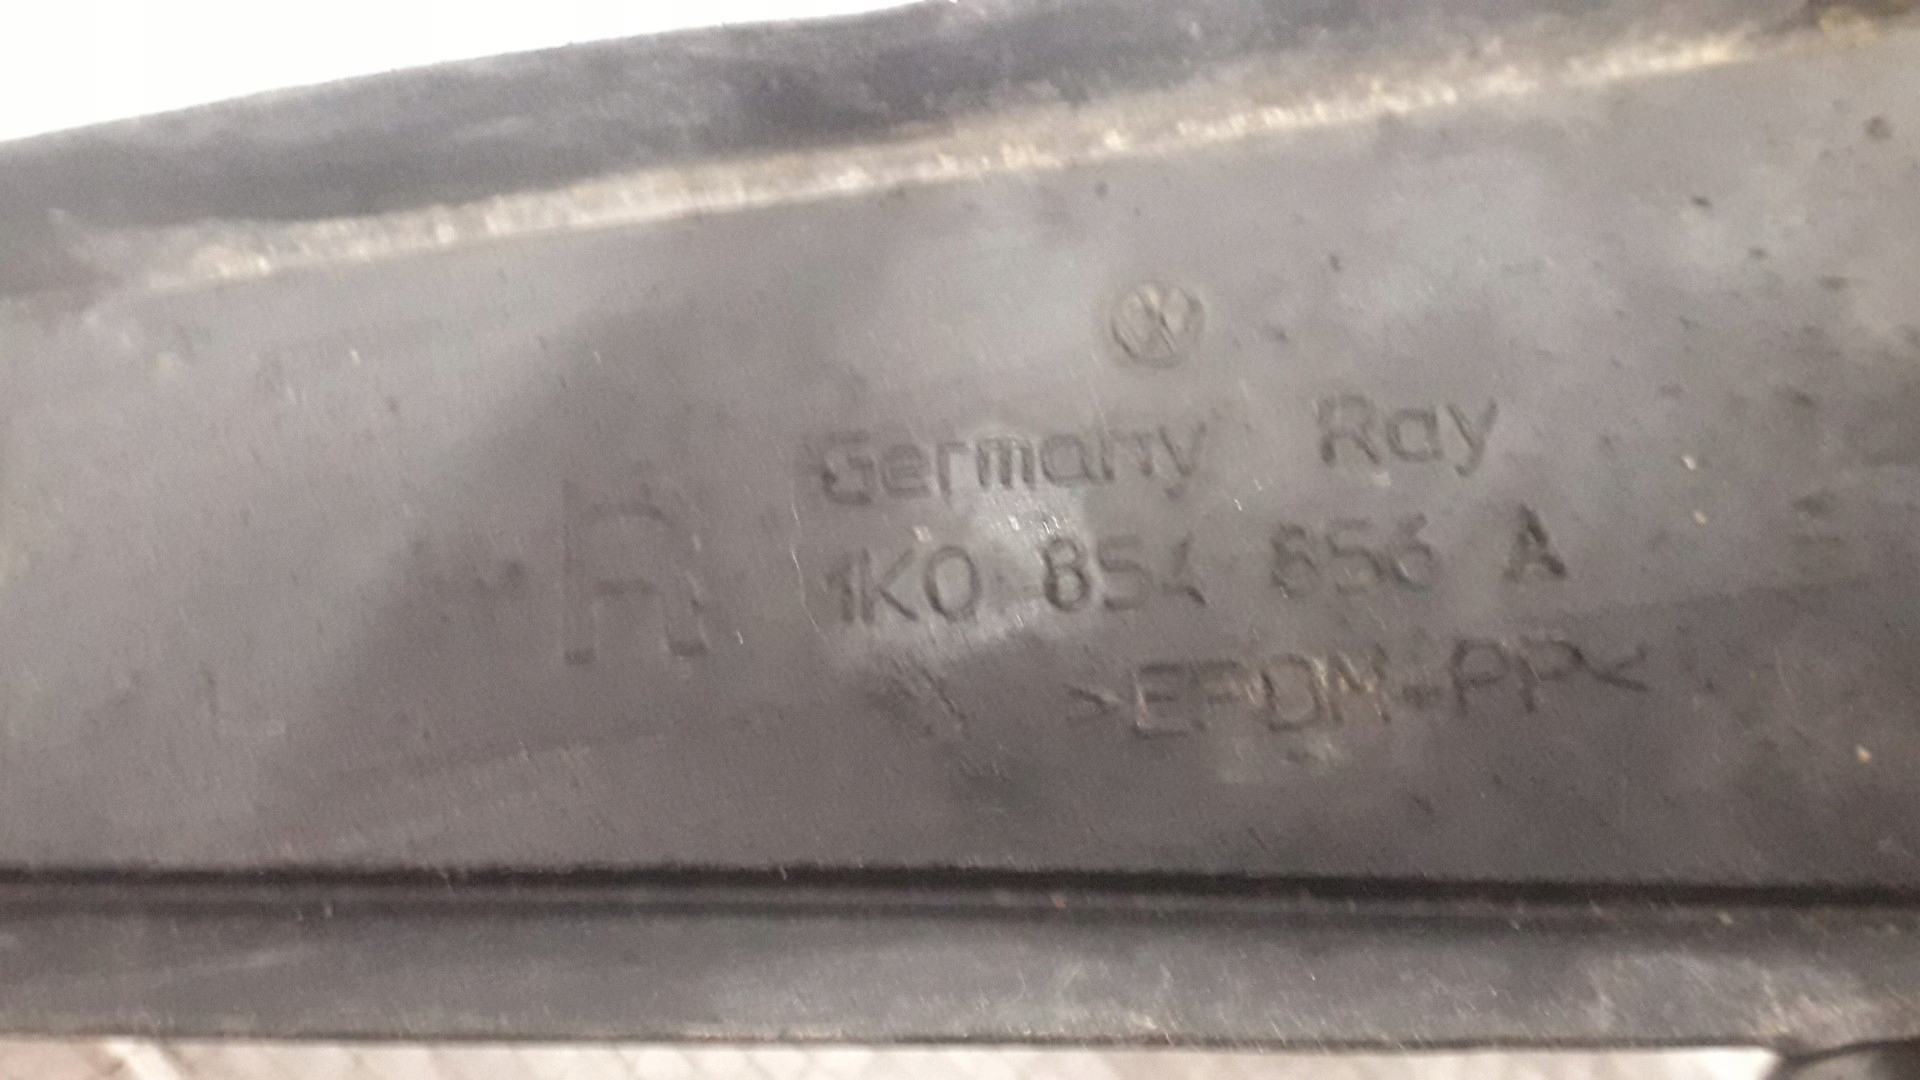 Germany Ray
R
1K0 854 856 A
>EPDM-PP<